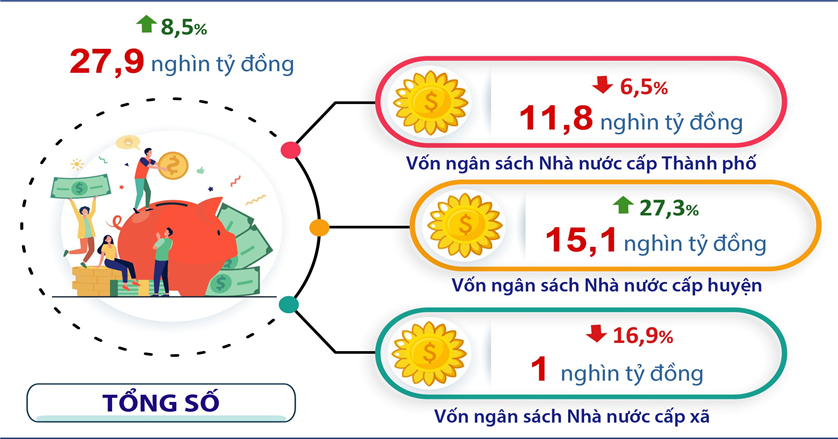 8,5%
27,9 nghìn tỷ đồng
6,5%
11,8 nghìn tỷ đồng
Vốn ngân sách Nhà nước cấp Thành phố
27,3%
15,1 nghìn tỷ đồng
Vốn ngân sách Nhà nước cấp huyện
16,9%
1 nghìn tỷ đồng
Vốn ngân sách Nhà nước cấp xã
TỔNG SỐ